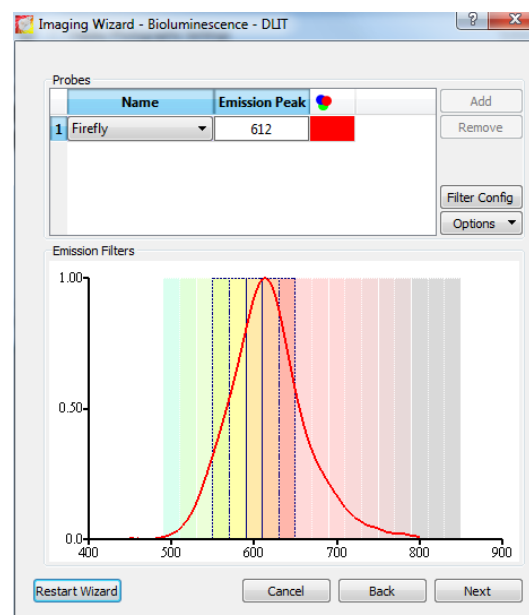 Imaging Wizard - Bioluminescence - DLIT
?
Probes
Name Emission Peak
Add
1 Firefly 612
Remove
Filter Config
Options
Emission Filters
1.00
0.50
0.0
400 500 600 700 800 900
Restart Wizard Cancel Back Next